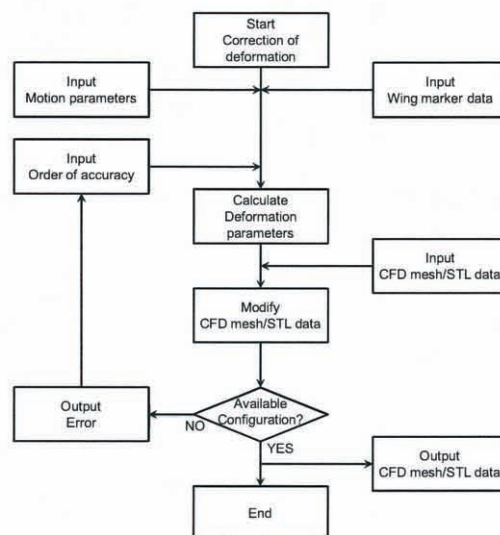 Start
Correction of
deformation
Input
Motion parameters
Input
Wing marker data
Input
Order of accuracy
Calculate
Deformation
parameters
Input
CFD mesh/STL data
Modify
CFD mesh/STL data
Available
Configuration?
Output
Error
NO
YES
Output
CFD mesh/STL data
End